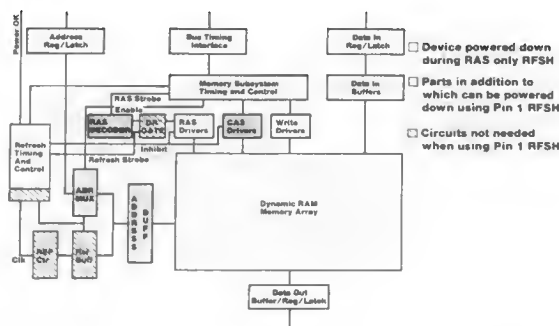 Power OK
Address
Reg/Latch
Bus Timing
Interface
Data In
Reg/Latch
Memory Subsystem
Timing and Control
Data In
Buffers
RAS Strobe
Enable
RAS
DECODER
OR
GATE
RAS
Drivers
CAS
Drivers
Write
Drivers
Inhibit
Refresh Strobe
Refresh
Timing
And
Control
ADR
MUX
ADDRESS
BUFF
Dynamic RAM
Memory Array
Clk
REF
Ctr
Ref
Buff
Data Out
Buffer/Reg/Latch
Device powered down
during RAS only RFSH
Parts in addition to
which can be powered
down using Pin 1 RFSH
Circuits not needed
when using Pin 1 RFSH